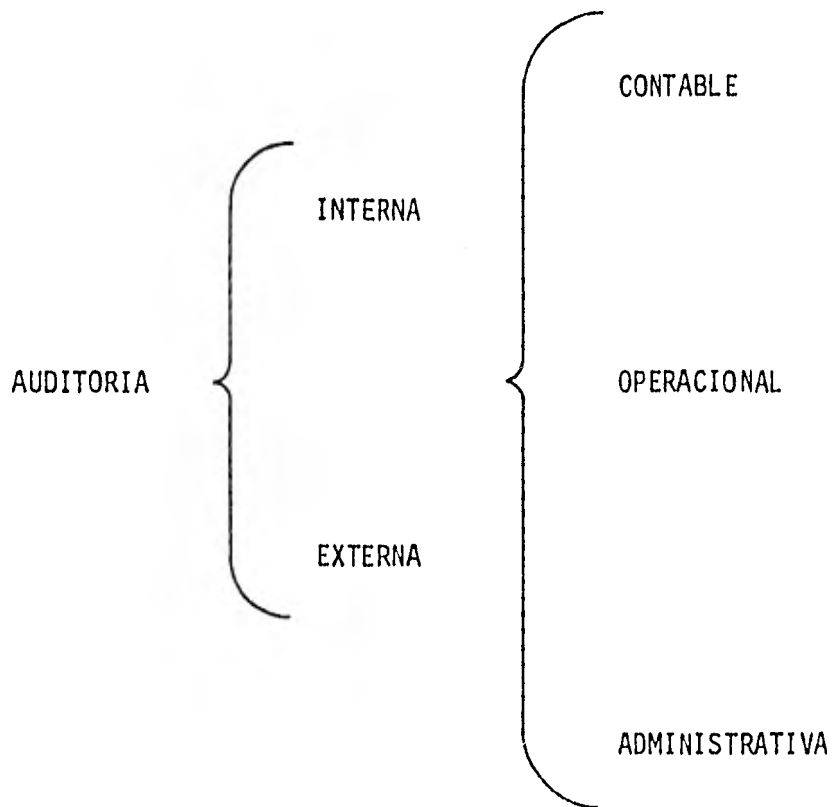 CONTABLE
INTERNA
AUDITORIA
OPERACIONAL
EXTERNA
ADMINISTRATIVA